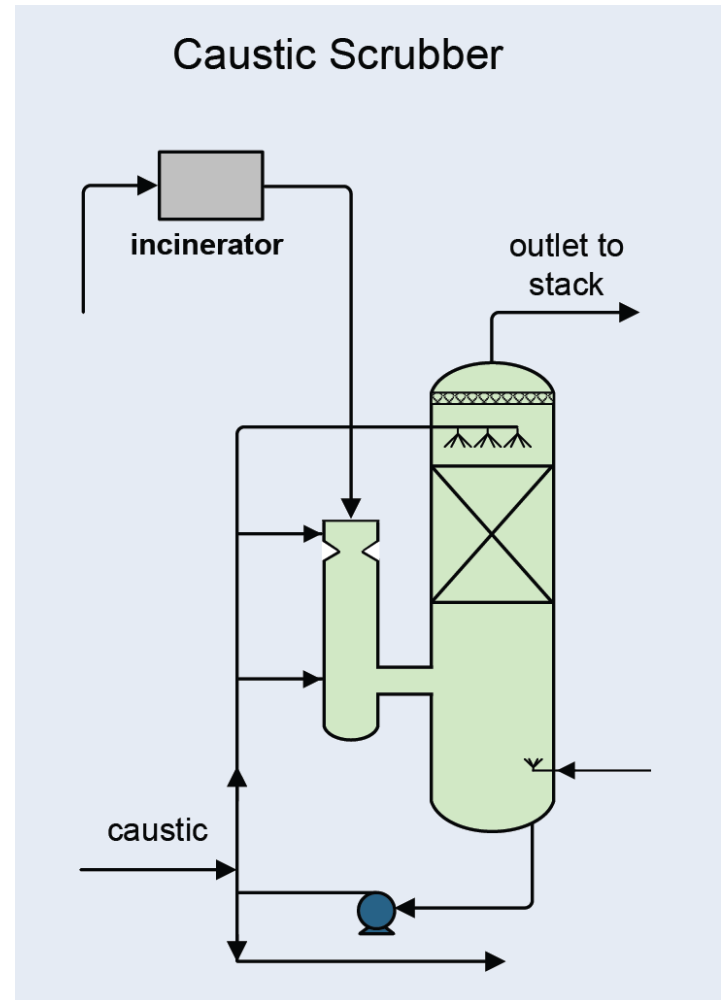 Caustic Scrubber
incinerator
outlet to
stack
caustic